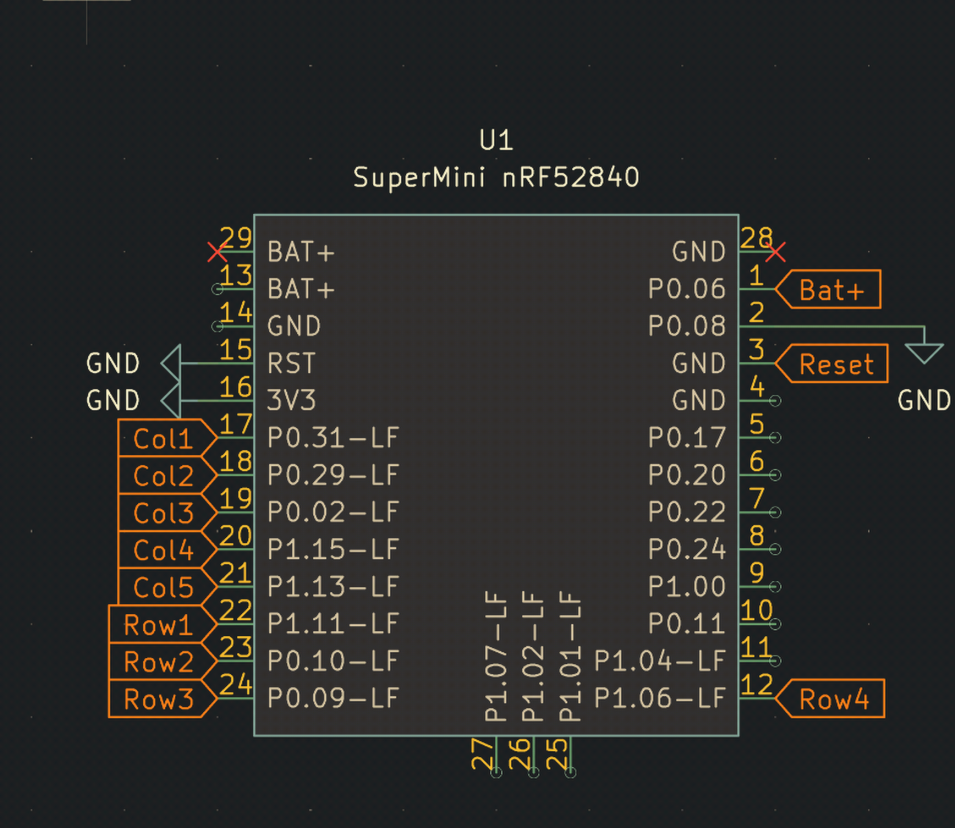 U1
SuperMini nRF52840
29 BAT+ GND 28
13 BAT+ P0.06 1 Bat+
14 GND P0.08 2
GND 15 RST GND 3 Reset
GND 16 3V3 GND 4 GND
Col1 17 P0.31-LF P0.17 5
Col2 18 P0.29-LF P0.20 6
Col3 19 P0.02-LF P0.22 7
Col4 20 P1.15-LF P0.24 8
Col5 21 P1.13-LF P1.00 9
Row1 22 P1.11-LF P0.11 10
Row2 23 P0.10-LF P1.04-LF 11
Row3 24 P0.09-LF P1.06-LF 12 Row4
P1.07-LF 27
P1.02-LF 26
P1.01-LF 25